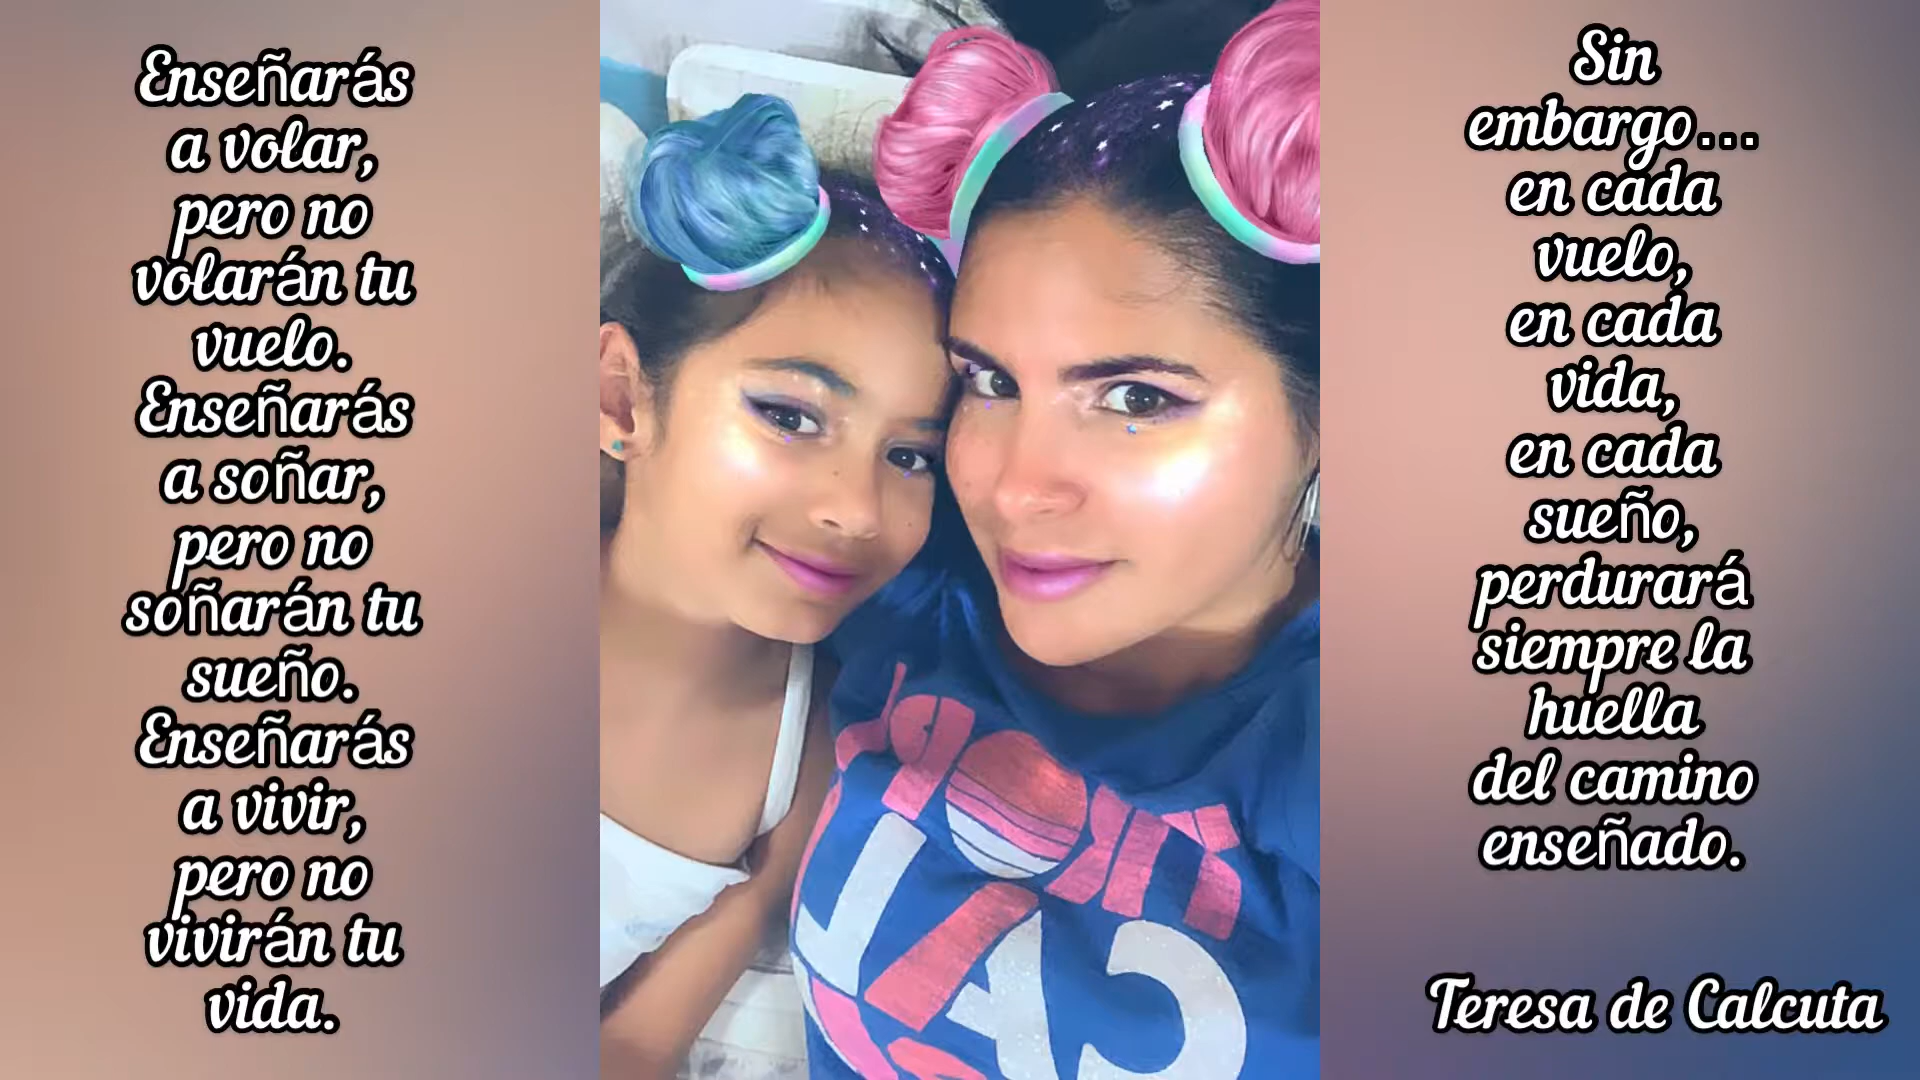 Enseñarás
a volar,
pero no
volarán tu
vuelo.
Enseñarás
a soñar,
pero no
soñarán tu
sueño.
Enseñarás
a vivir,
pero no
vivirán tu
vida.
Sin
embargo...
en cada
vuelo,
en cada
vida,
en cada
sueño,
perdurará
siempre la
huella
del camino
enseñado.
Teresa de Calcuta